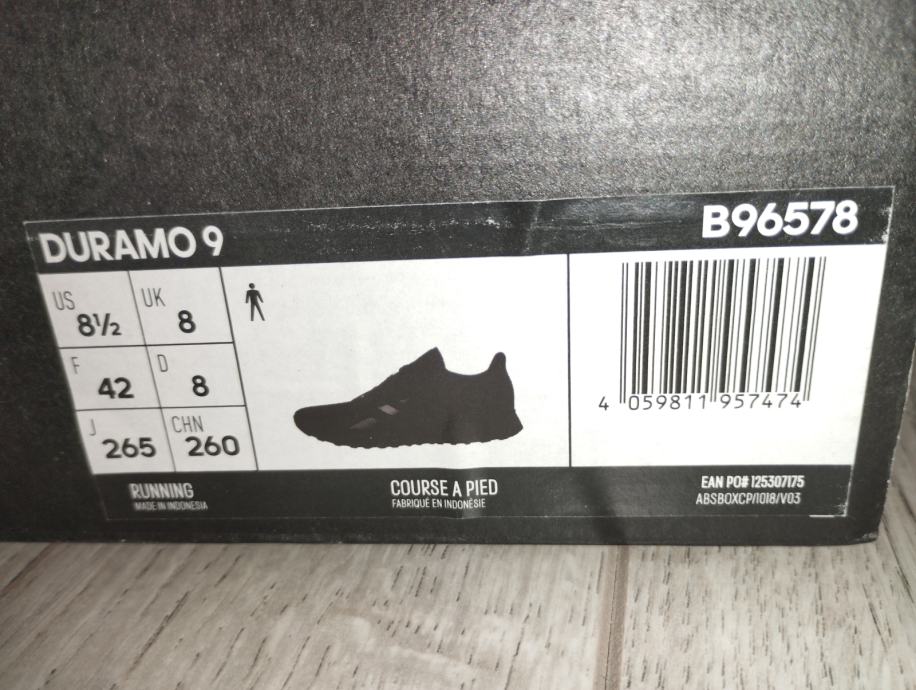 DURAMO 9
B96578
US 8½
UK 8
F 42
D 8
J 265
CHN 260
4 059811 957474
RUNNING
MADE IN INDONESIA
COURSE A PIED
FABRIQUÉ EN INDONÉSIE
EAN PO# 125307175
ABSBOXCP/1018/V03